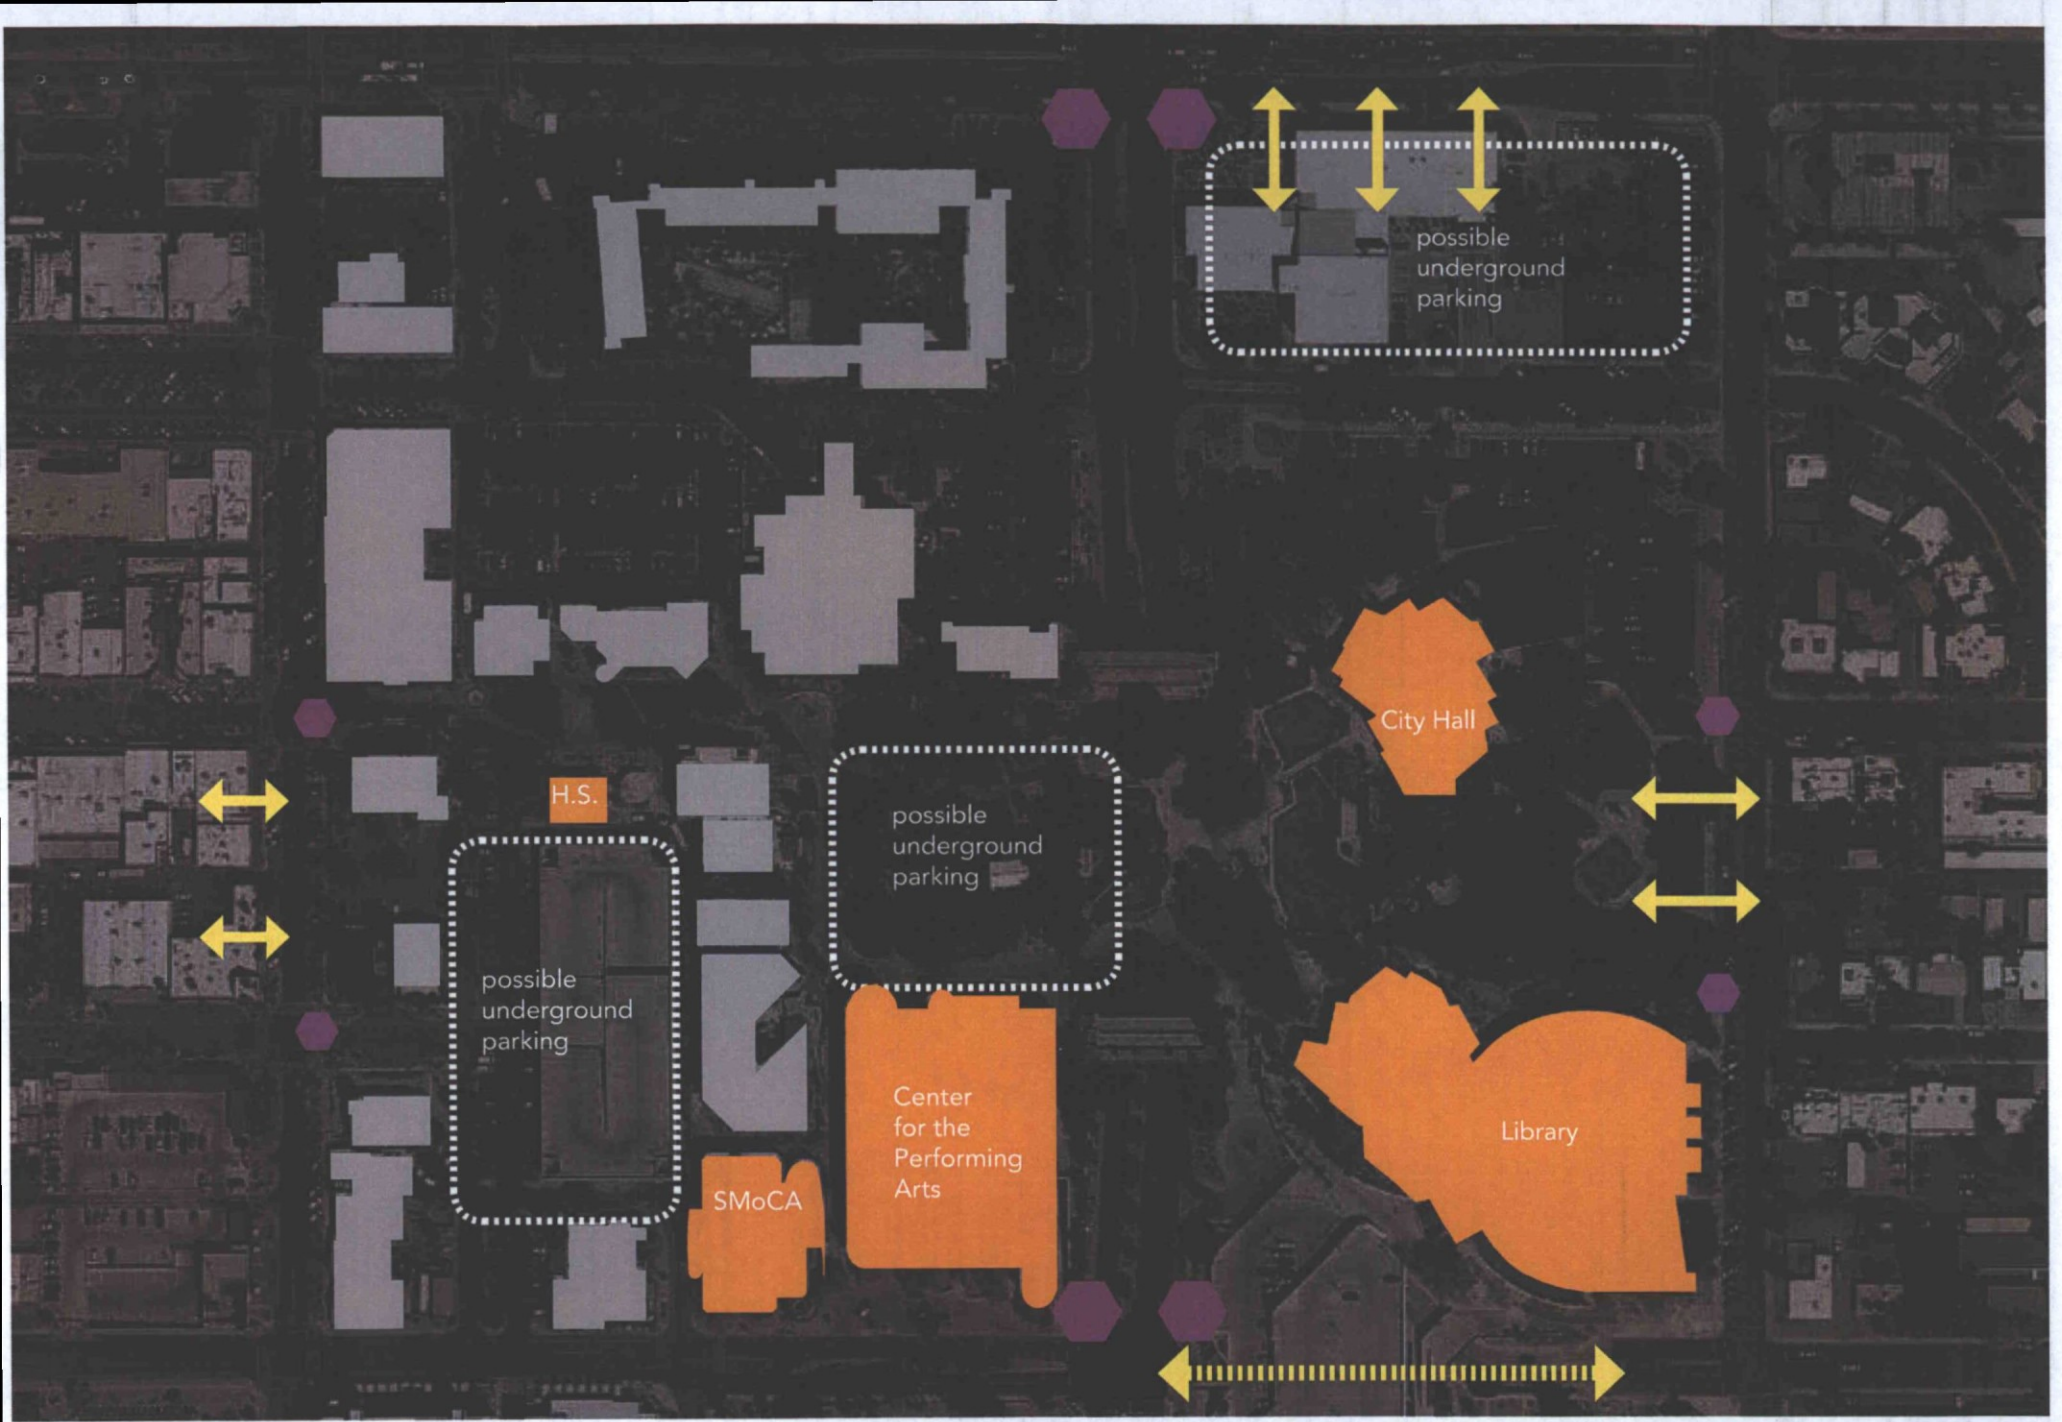 possible
underground
parking
City Hall
H.S.
possible
underground
parking
possible
underground
parking
Center
for the
Performing
Arts
Library
SMoCA